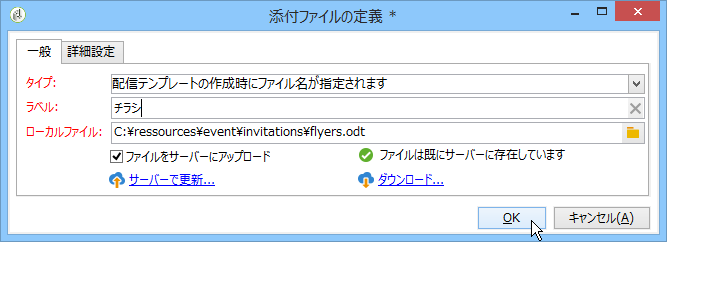 添付ファイルの定義 *
一般 詳細設定
タイプ: 配信テンプレートの作成時にファイル名が指定されます
ラベル: チラシ
ローカルファイル: C:¥ressources¥event¥invitations¥flyers.odt
ファイルをサーバーにアップロード ファイルは既にサーバーに存在しています
サーバーで更新... ダウンロード...
OK キャンセル(A)